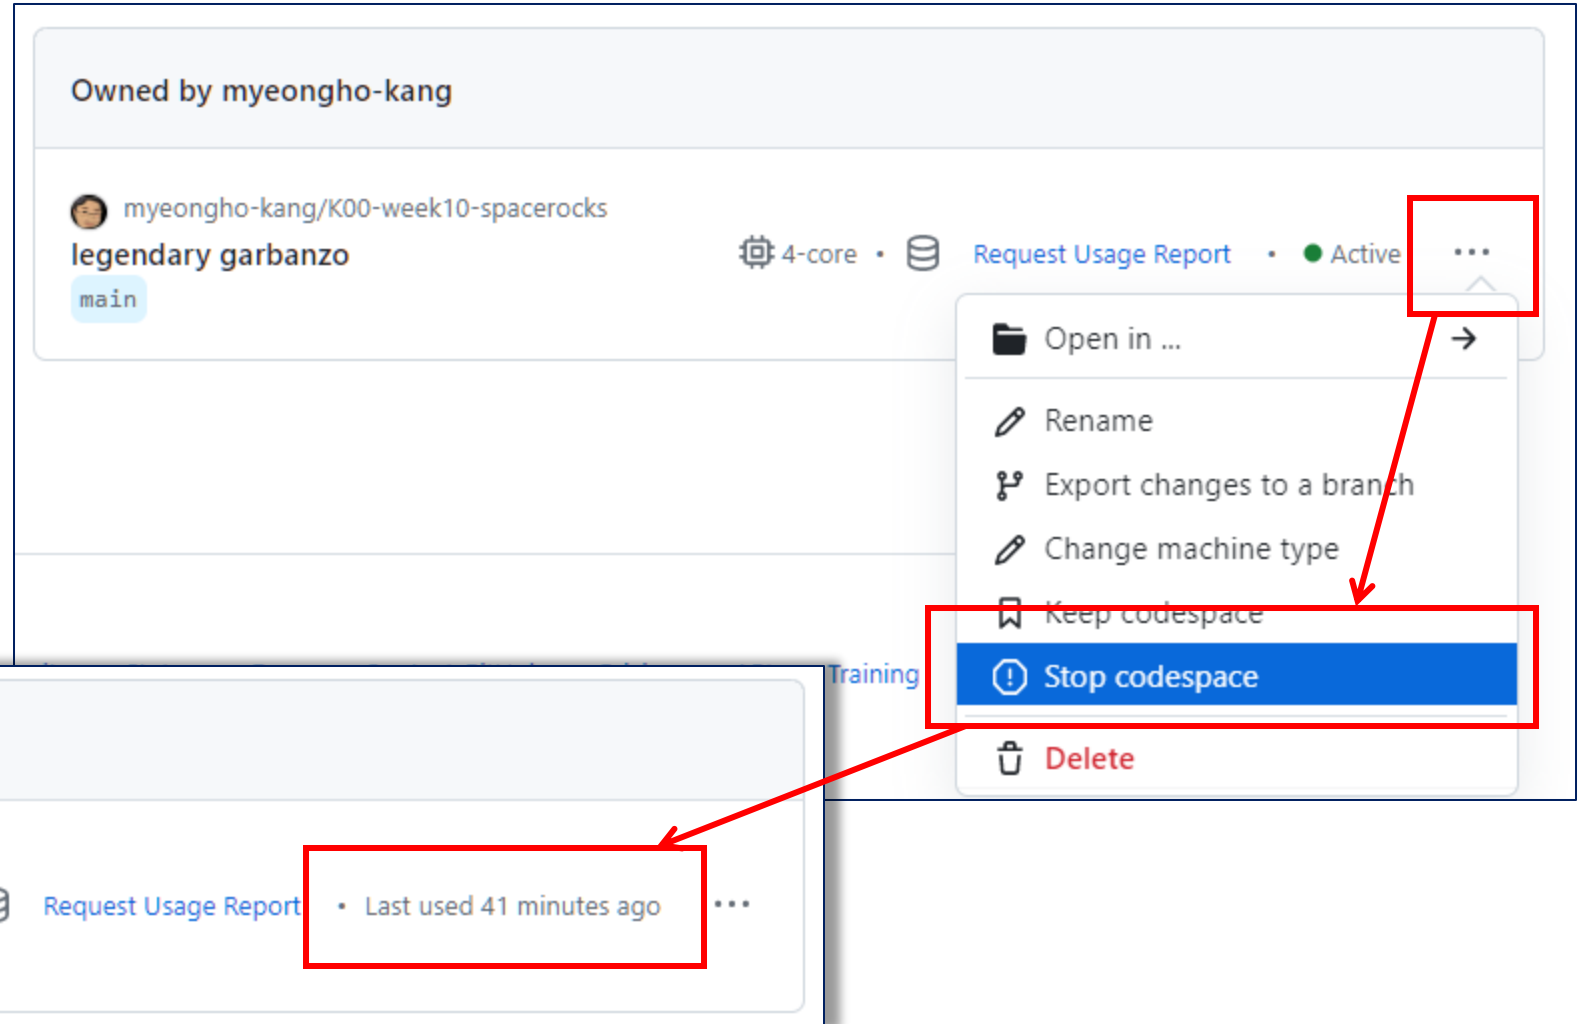 Owned by myeongho-kang
myeongho-kang/K00-week10-spacerocks
legendary garbanzo
main
4-core • Request Usage Report • Active ...
Open in ...
Rename
Export changes to a branch
Change machine type
Keep codespace
Stop codespace
Delete
Training
Request Usage Report • Last used 41 minutes ago ...